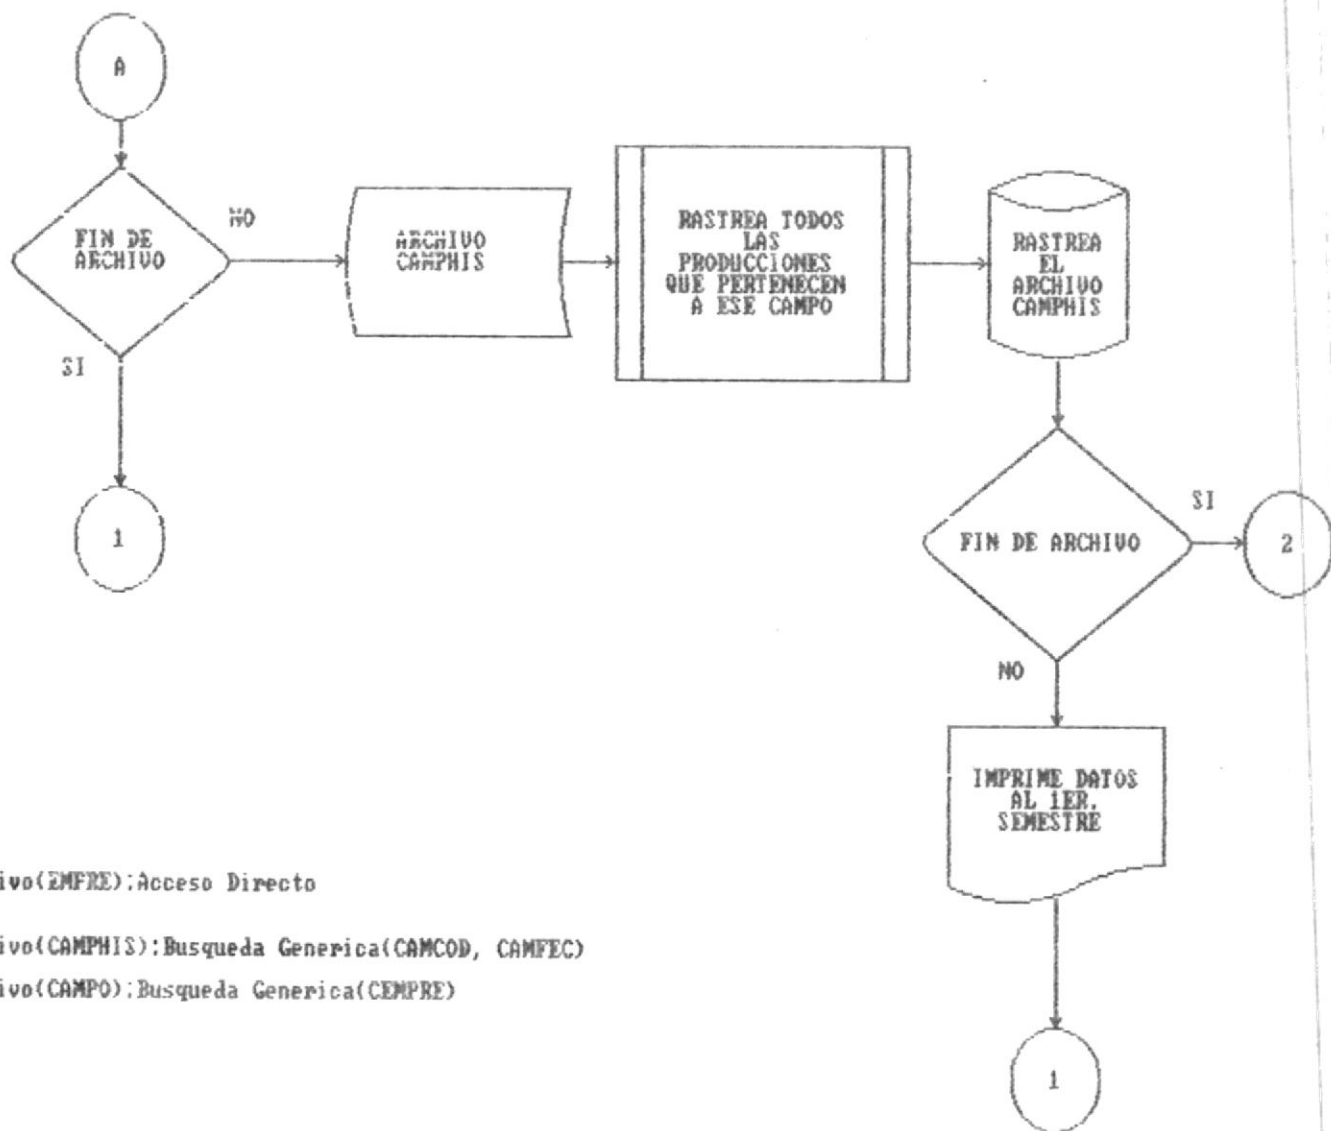 A
FIN DE
ARCHIVO
NO
SI
1
ARCHIVO
CAMPHIS
RASTREA TODOS
LAS
PRODUCCIONES
QUE PERTENECEN
A ESE CAMPO
RASTREA
EL
ARCHIVO
CAMPHIS
FIN DE ARCHIVO
SI
2
NO
IMPRIME DATOS
AL 1ER.
SEMESTRE
1
ivo(EMPRE):Acceso Directo
ivo(CAMPHIS):Busqueda Generica(CAMCOD, CAMFEC)
ivo(CAMPO):Busqueda Generica(CEMPRE)